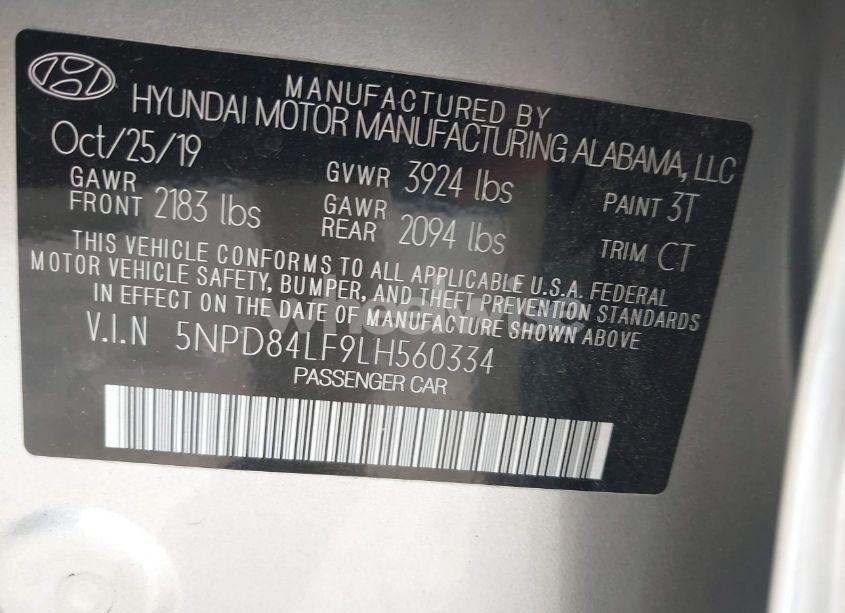 MANUFACTURED BY
HYUNDAI MOTOR MANUFACTURING ALABAMA, LLC
Oct/25/19
GAWR FRONT 2183 lbs
GVWR 3924 lbs
GAWR REAR 2094 lbs
PAINT 3T
TRIM CT
THIS VEHICLE CONFORMS TO ALL APPLICABLE U.S.A. FEDERAL
MOTOR VEHICLE SAFETY, BUMPER, AND THEFT PREVENTION STANDARDS
IN EFFECT ON THE DATE OF MANUFACTURE SHOWN ABOVE
V.I.N 5NPD84LF9LH560334
PASSENGER CAR